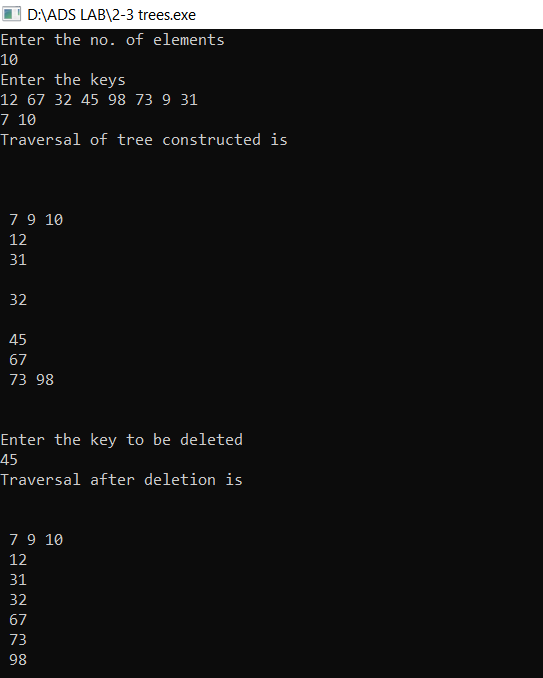 D:\ADS LAB\2-3 trees.exe
Enter the no. of elements
10
Enter the keys
12 67 32 45 98 73 9 31
7 10
Traversal of tree constructed is
7 9 10
12
31
32
45
67
73 98
Enter the key to be deleted
45
Traversal after deletion is
7 9 10
12
31
32
67
73
98